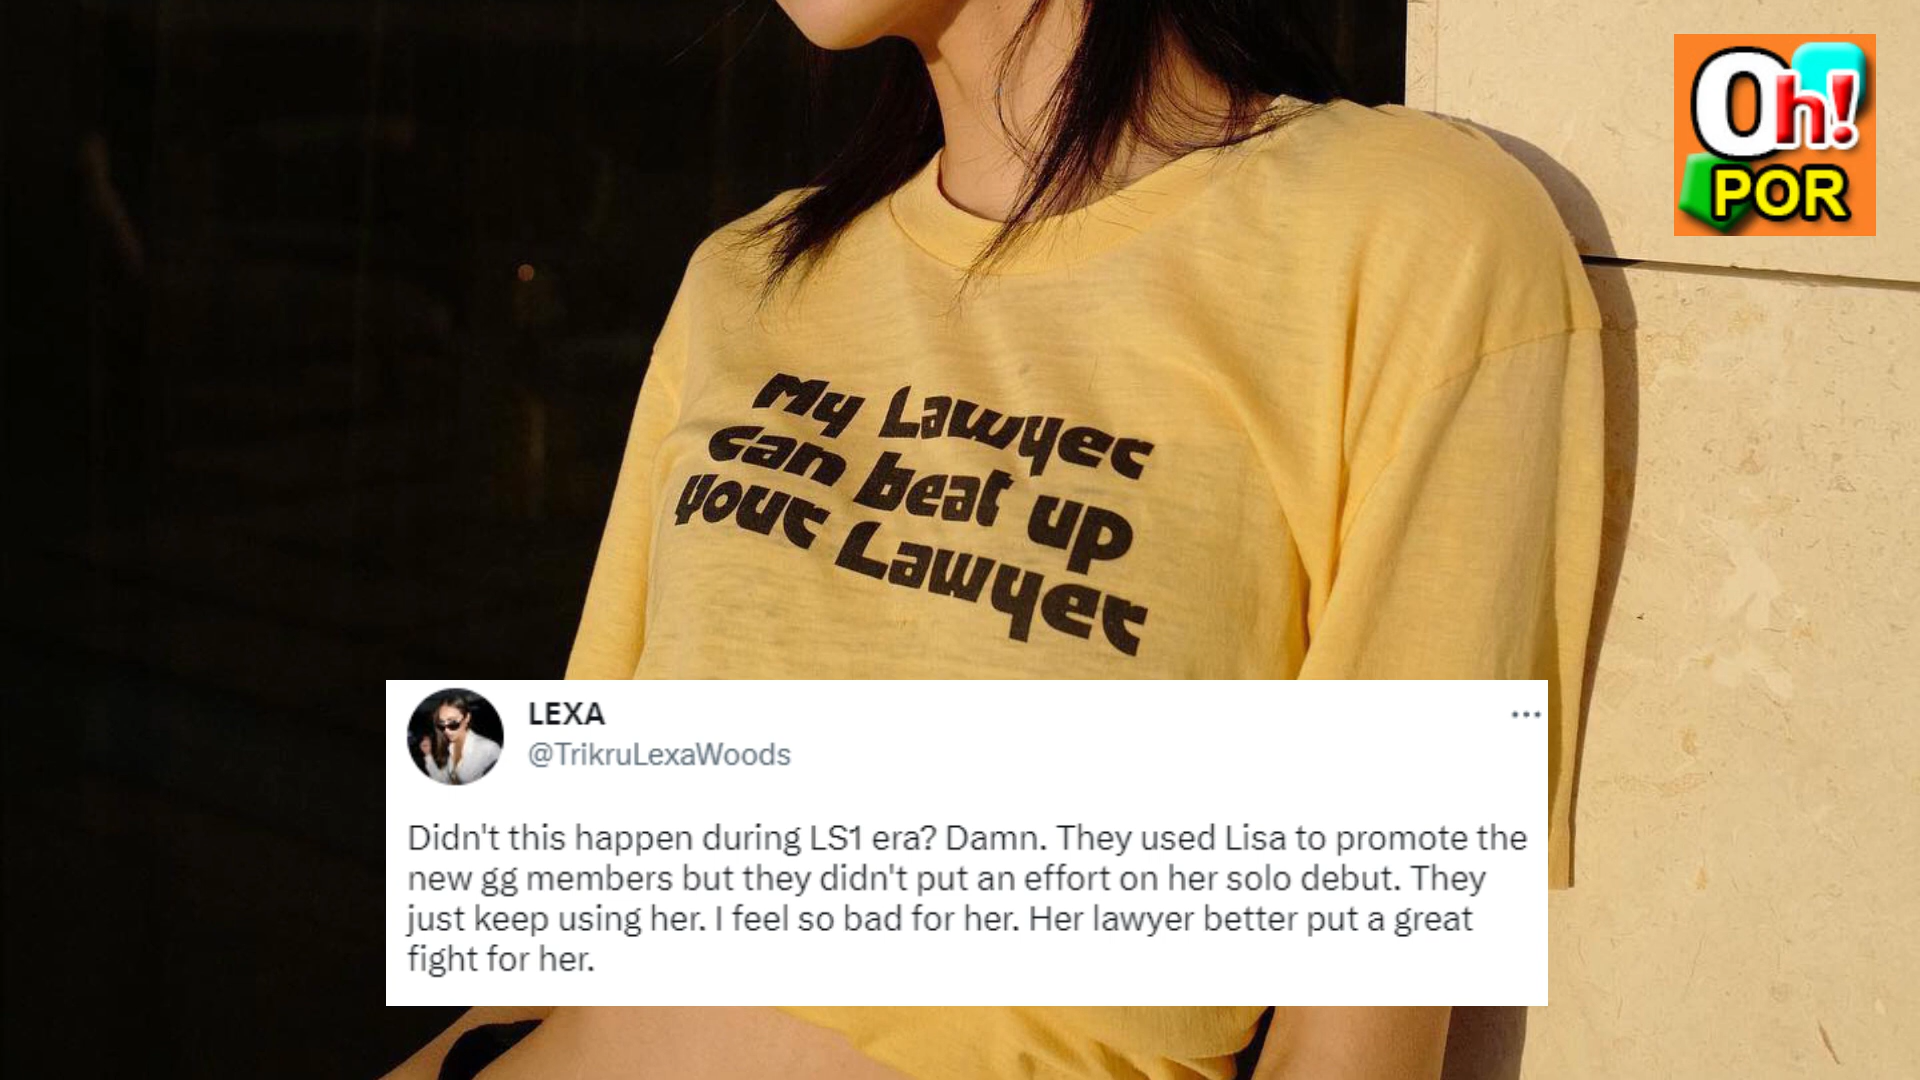 Oh!
POR
My Lawyer
can beat up
your Lawyer
LEXA
@TrikruLexaWoods
Didn't this happen during LS1 era? Damn. They used Lisa to promote the
new gg members but they didn't put an effort on her solo debut. They
just keep using her. I feel so bad for her. Her lawyer better put a great
fight for her.